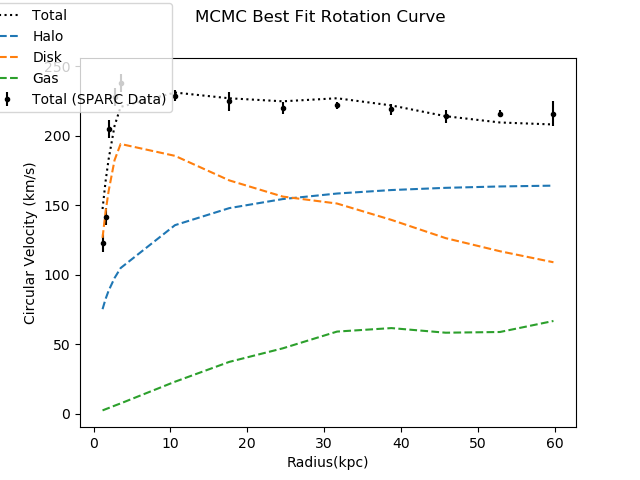 MCMC Best Fit Rotation Curve
Total
Halo
Disk
Gas
Total (SPARC Data)
250
200
150
100
50
0
Circular Velocity (km/s)
0 10 20 30 40 50 60
Radius(kpc)